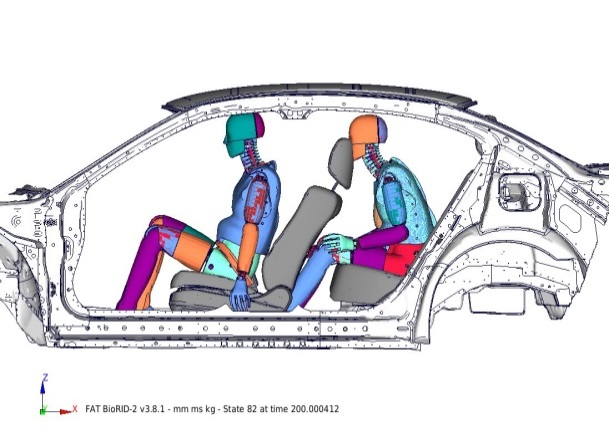 Z
Y
X
FAT BioRID-2 v3.8.1 - mm ms kg - State 82 at time 200.000412